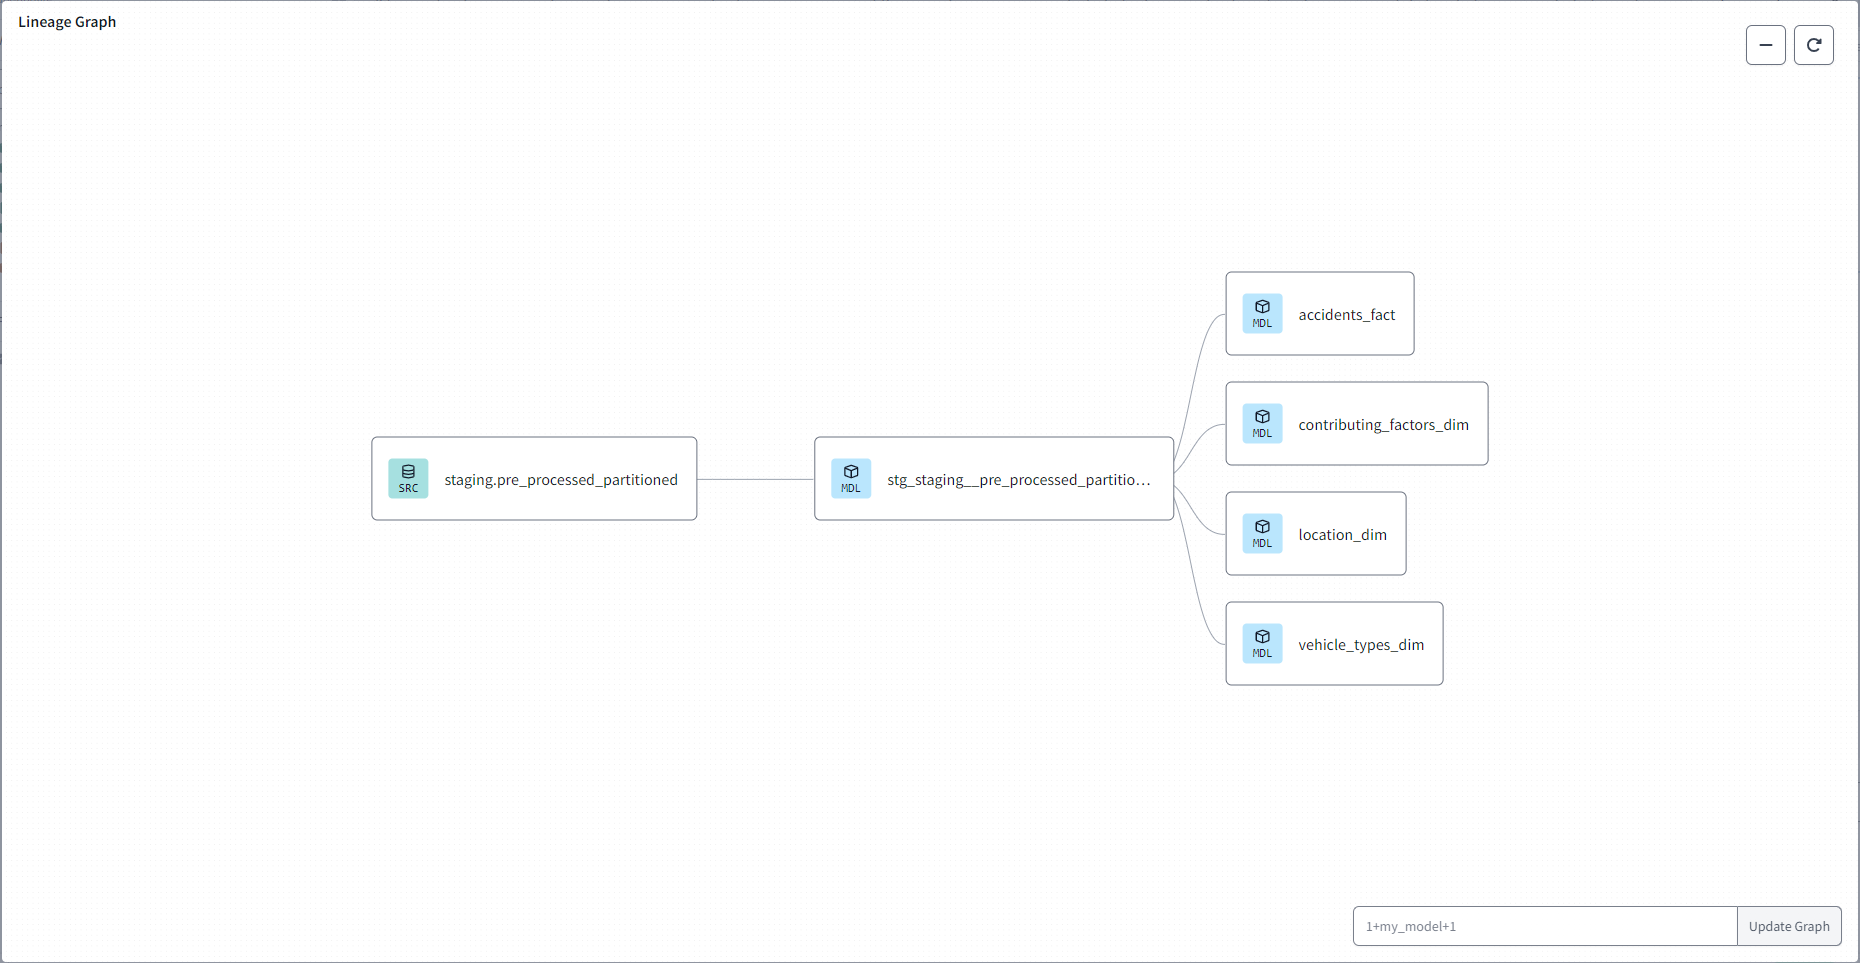 Lineage Graph
MDL
accidents_fact
MDL
contributing_factors_dim
SRC
staging.pre_processed_partitioned
MDL
stg_staging__pre_processed_partitio...
MDL
location_dim
MDL
vehicle_types_dim
1+my_model+1
Update Graph